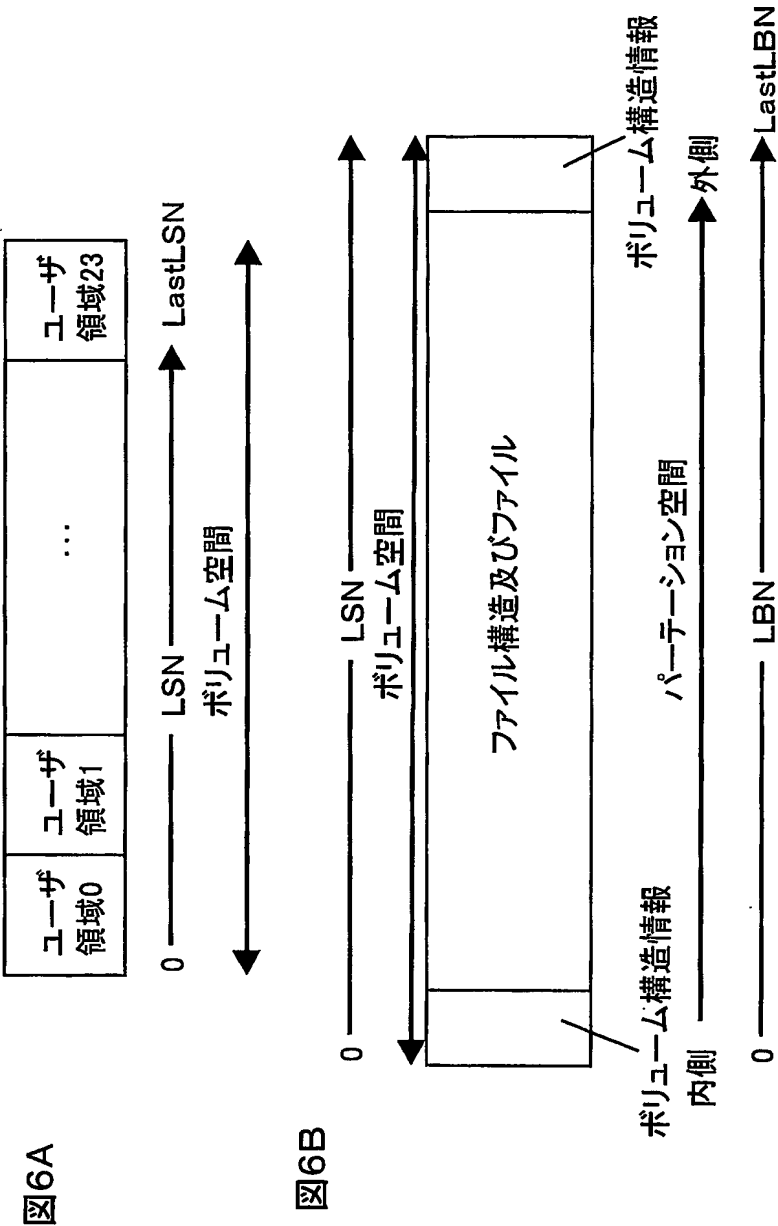 図6A
ユーザ
領域0
ユーザ
領域1
...
ユーザ
領域23
0 LSN LastLSN
ボリューム空間
図6B
0 LSN
ボリューム空間
ファイル構造及びファイル
ボリューム構造情報
ボリューム構造情報
内側
パーテーション空間
外側
0 LBN LastLBN